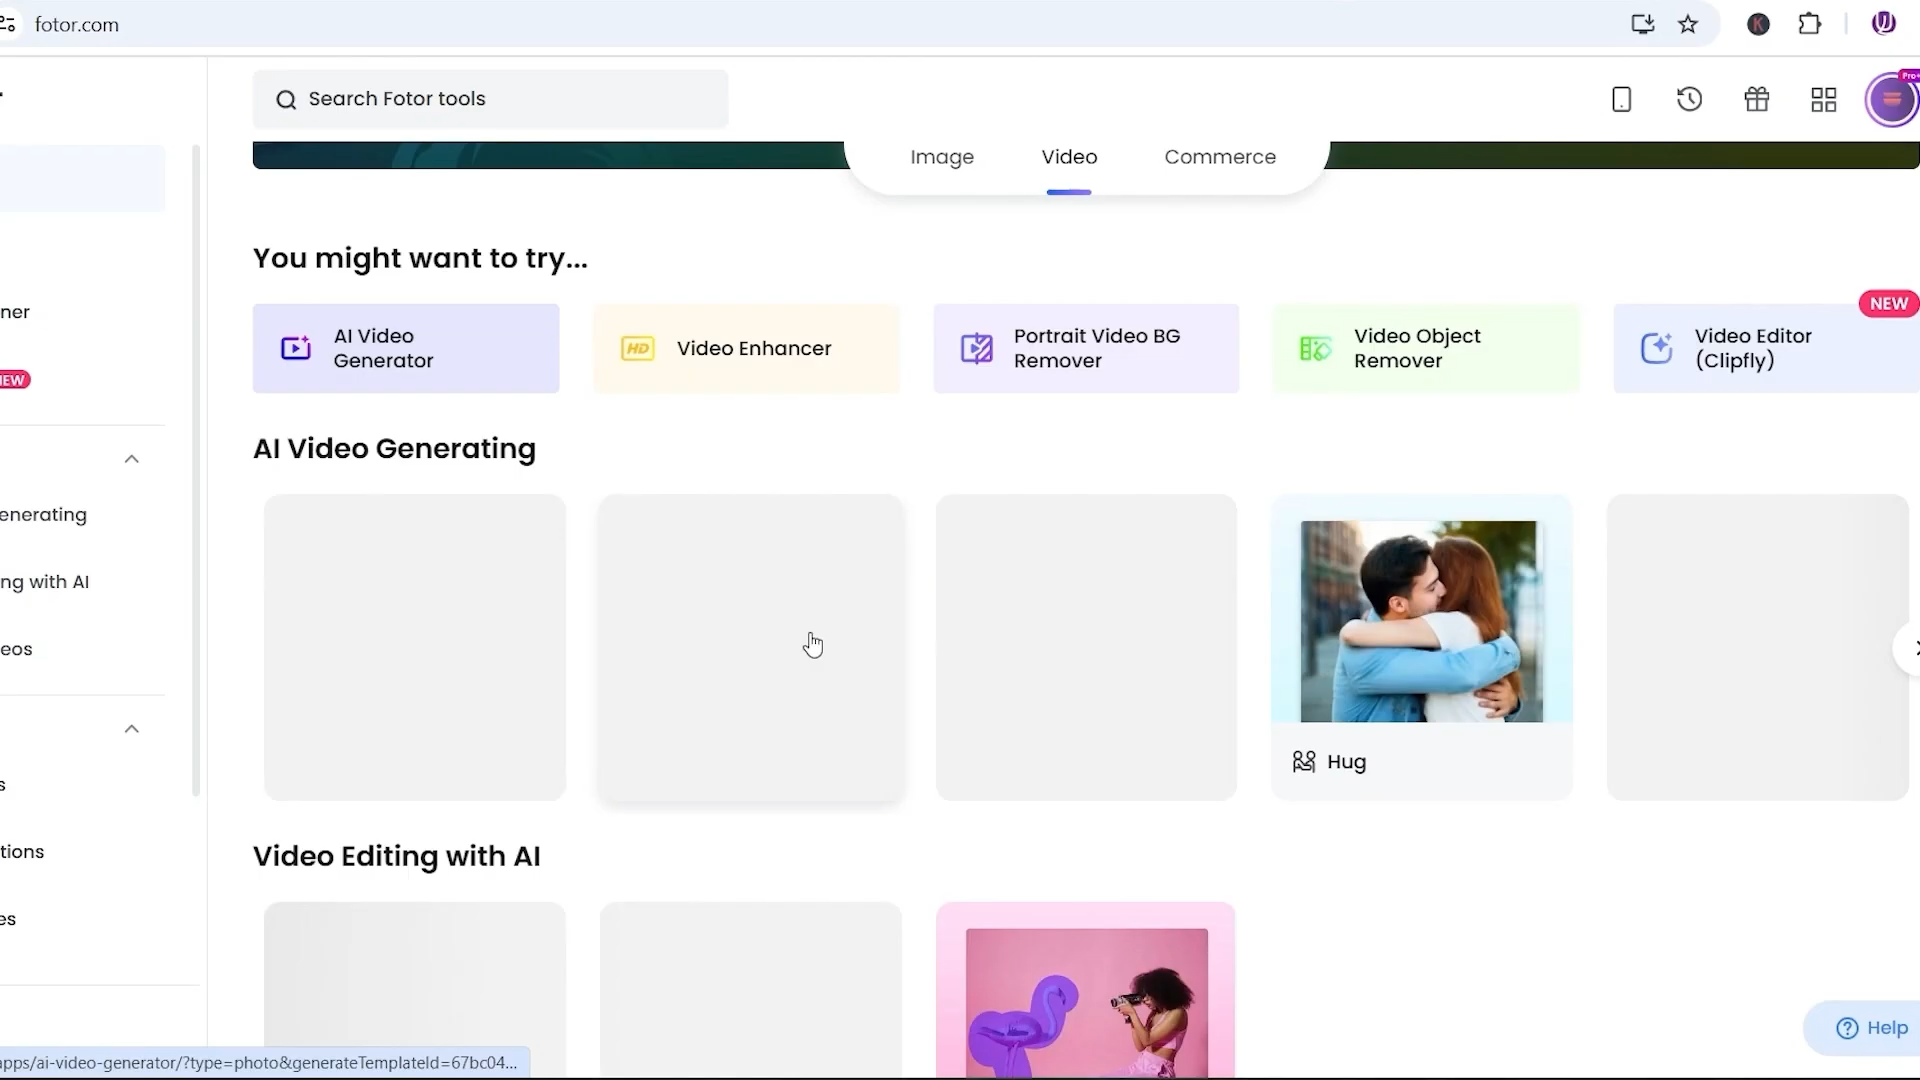 fotor.com
Search Fotor tools
Pro+
Image
Video
Commerce
You might want to try...
ner
AI Video
Generator
HD
Video Enhancer
Portrait Video BG
Remover
Video Object
Remover
NEW
Video Editor
(Clipfly)
EW
AI Video Generating
enerating
ng with AI
eos
Hug
s
tions
es
Video Editing with AI
Help
apps/ai-video-generator/?type=photo&generateTemplateId=67bc04...